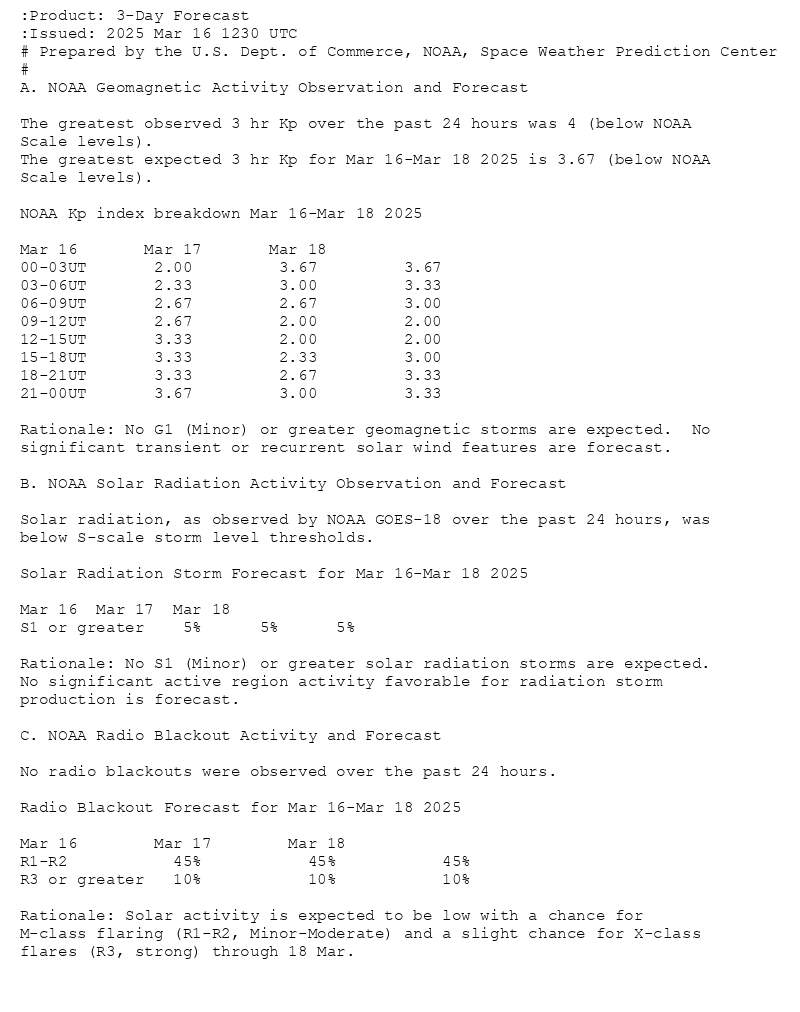 :Product: 3-Day Forecast
:Issued: 2025 Mar 16 1230 UTC
# Prepared by the U.S. Dept. of Commerce, NOAA, Space Weather Prediction Center
#
A. NOAA Geomagnetic Activity Observation and Forecast

The greatest observed 3 hr Kp over the past 24 hours was 4 (below NOAA
Scale levels).
The greatest expected 3 hr Kp for Mar 16-Mar 18 2025 is 3.67 (below NOAA
Scale levels).

NOAA Kp index breakdown Mar 16-Mar 18 2025

Mar 16       Mar 17       Mar 18
00-03UT       2.00         3.67         3.67
03-06UT       2.33         3.00         3.33
06-09UT       2.67         2.67         3.00
09-12UT       2.67         2.00         2.00
12-15UT       3.33         2.00         2.00
15-18UT       3.33         2.33         3.00
18-21UT       3.33         2.67         3.33
21-00UT       3.67         3.00         3.33

Rationale: No G1 (Minor) or greater geomagnetic storms are expected.  No
significant transient or recurrent solar wind features are forecast.

B. NOAA Solar Radiation Activity Observation and Forecast

Solar radiation, as observed by NOAA GOES-18 over the past 24 hours, was
below S-scale storm level thresholds.

Solar Radiation Storm Forecast for Mar 16-Mar 18 2025

Mar 16  Mar 17  Mar 18
S1 or greater    5%      5%      5%

Rationale: No S1 (Minor) or greater solar radiation storms are expected.
No significant active region activity favorable for radiation storm
production is forecast.

C. NOAA Radio Blackout Activity and Forecast

No radio blackouts were observed over the past 24 hours.

Radio Blackout Forecast for Mar 16-Mar 18 2025

Mar 16        Mar 17        Mar 18
R1-R2           45%           45%           45%
R3 or greater   10%           10%           10%

Rationale: Solar activity is expected to be low with a chance for
M-class flaring (R1-R2, Minor-Moderate) and a slight chance for X-class
flares (R3, strong) through 18 Mar.